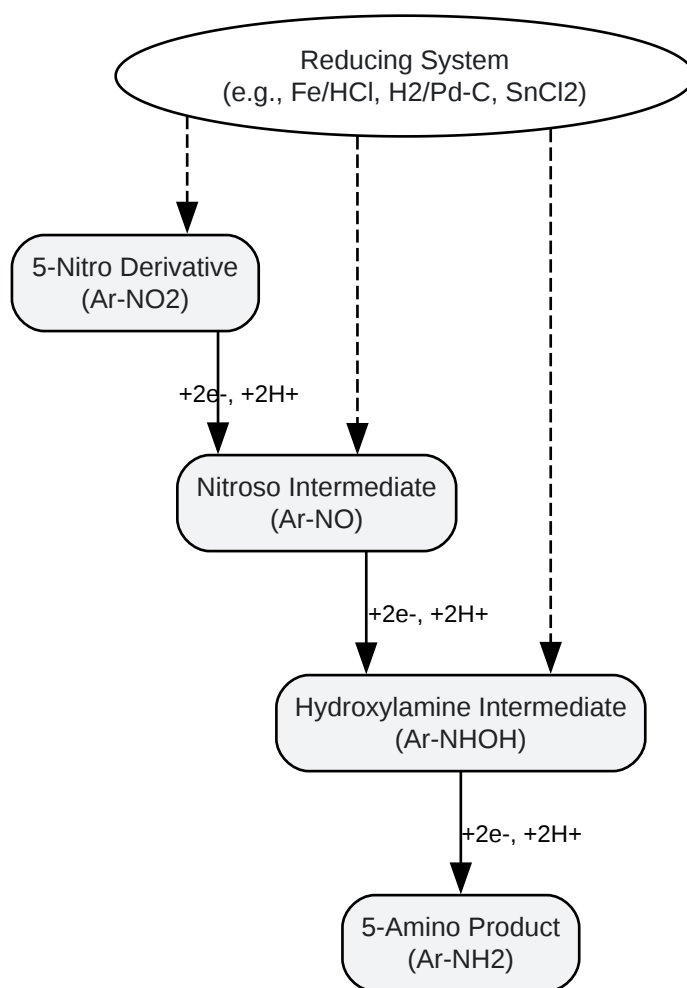 Reducing System
(e.g., Fe/HCl, H2/Pd-C, SnCl2)
5-Nitro Derivative
(Ar-NO2)
+2e-, +2H+
Nitroso Intermediate
(Ar-NO)
+2e-, +2H+
Hydroxylamine Intermediate
(Ar-NHOH)
+2e-, +2H+
5-Amino Product
(Ar-NH2)